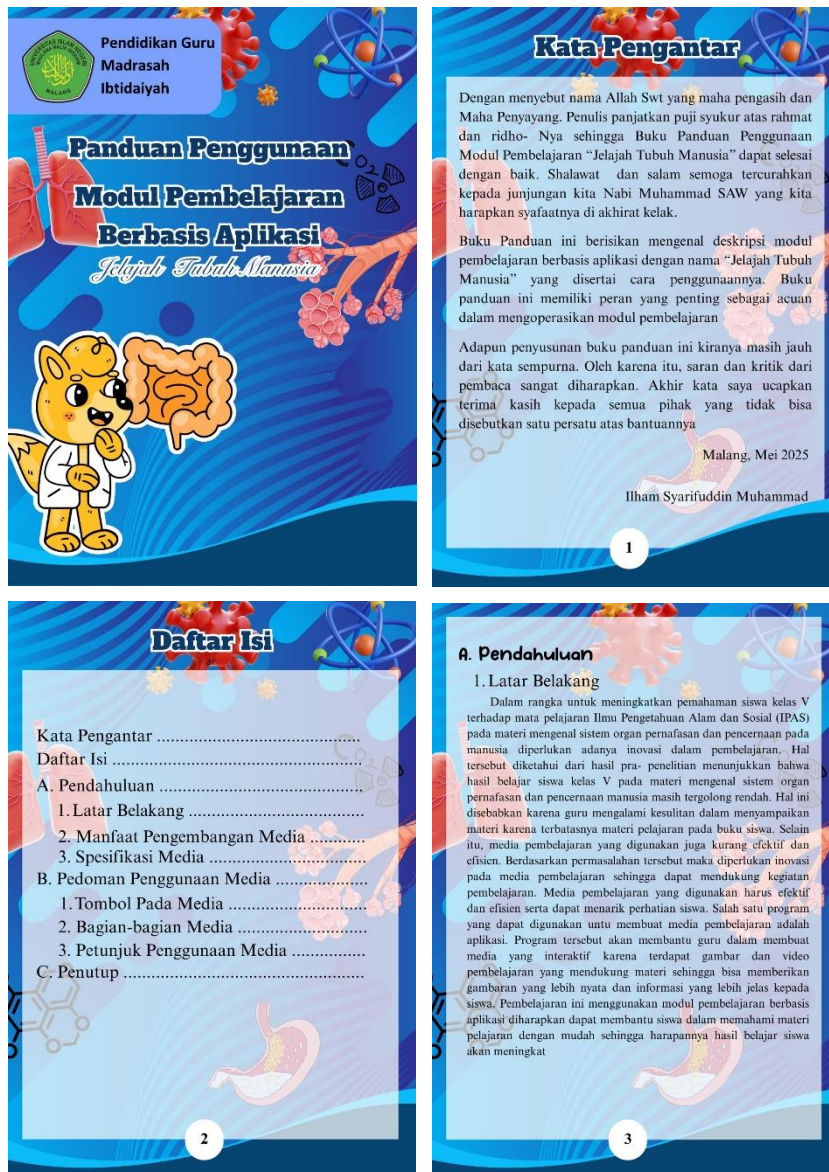 UNIVERSITAS ISLAM NEGERI
MALANG
Pendidikan Guru
Madrasah
Ibtidaiyah
Panduan Penggunaan
Modul Pembelajaran
Berbasis Aplikasi
Jelajah Tubuh Manusia
CO2
Kata Pengantar
Dengan menyebut nama Allah Swt yang maha pengasih dan
Maha Penyayang. Penulis panjatkan puji syukur atas rahmat
dan ridho- Nya sehingga Buku Panduan Penggunaan
Modul Pembelajaran “Jelajah Tubuh Manusia” dapat selesai
dengan baik. Shalawat dan salam semoga tercurahkan
kepada junjungan kita Nabi Muhammad SAW yang kita
harapkan syafaatnya di akhirat kelak.
Buku Panduan ini berisikan mengenal deskripsi modul
pembelajaran berbasis aplikasi dengan nama “Jelajah Tubuh
Manusia” yang disertai cara penggunaannya. Buku
panduan ini memiliki peran yang penting sebagai acuan
dalam mengoperasikan modul pembelajaran
Adapun penyusunan buku panduan ini kiranya masih jauh
dari kata sempurna. Oleh karena itu, saran dan kritik dari
pembaca sangat diharapkan. Akhir kata saya ucapkan
terima kasih kepada semua pihak yang tidak bisa
disebutkan satu persatu atas bantuannya
Malang, Mei 2025
Ilham Syarifuddin Muhammad
1
Daftar Isi
ar
Kata Pengantar ..........................................
Daftar Isi ...................................................
A. Pendahuluan ..........................................
1. Latar Belakang ....................................
2. Manfaat Pengembangan Media ............
3. Spesifikasi Media ................................
B. Pedoman Penggunaan Media ...................
1. Tombol Pada Media .............................
2. Bagian-bagian Media ...........................
3. Petunjuk Penggunaan Media ...............
C. Penutup .................................................
2
A. Pendahuluan
1. Latar Belakang
Dalam rangka untuk meningkatkan pemahaman siswa kelas V
terhadap mata pelajaran Ilmu Pengetahuan Alam dan Sosial (IPAS)
pada materi mengenal sistem organ pernafasan dan pencernaan pada
manusia diperlukan adanya inovasi dalam pembelajaran. Hal
tersebut diketahui dari hasil pra- penelitian menunjukkan bahwa
hasil belajar siswa kelas V pada materi mengenal sistem organ
pernafasan dan pencernaan manusia masih tergolong rendah. Hal ini
disebabkan karena guru mengalami kesulitan dalam menyampaikan
materi karena terbatasnya materi pelajaran pada buku siswa. Selain
itu, media pembelajaran yang digunakan juga kurang efektif dan
efisien. Berdasarkan permasalahan tersebut maka diperlukan inovasi
pada media pembelajaran sehingga dapat mendukung kegiatan
pembelajaran. Media pembelajaran yang digunakan harus efektif
dan efisien serta dapat menarik perhatian siswa. Salah satu program
yang dapat digunakan untu membuat media pembelajaran adalah
aplikasi. Program tersebut akan membantu guru dalam membuat
media yang interaktif karena terdapat gambar dan video
pembelajaran yang mendukung materi sehingga bisa memberikan
gambaran yang lebih nyata dan informasi yang lebih jelas kepada
siswa. Pembelajaran ini menggunakan modul pembelajaran berbasis
aplikasi diharapkan dapat membantu siswa dalam memahami materi
pelajaran dengan mudah sehingga harapannya hasil belajar siswa
akan meningkat
3